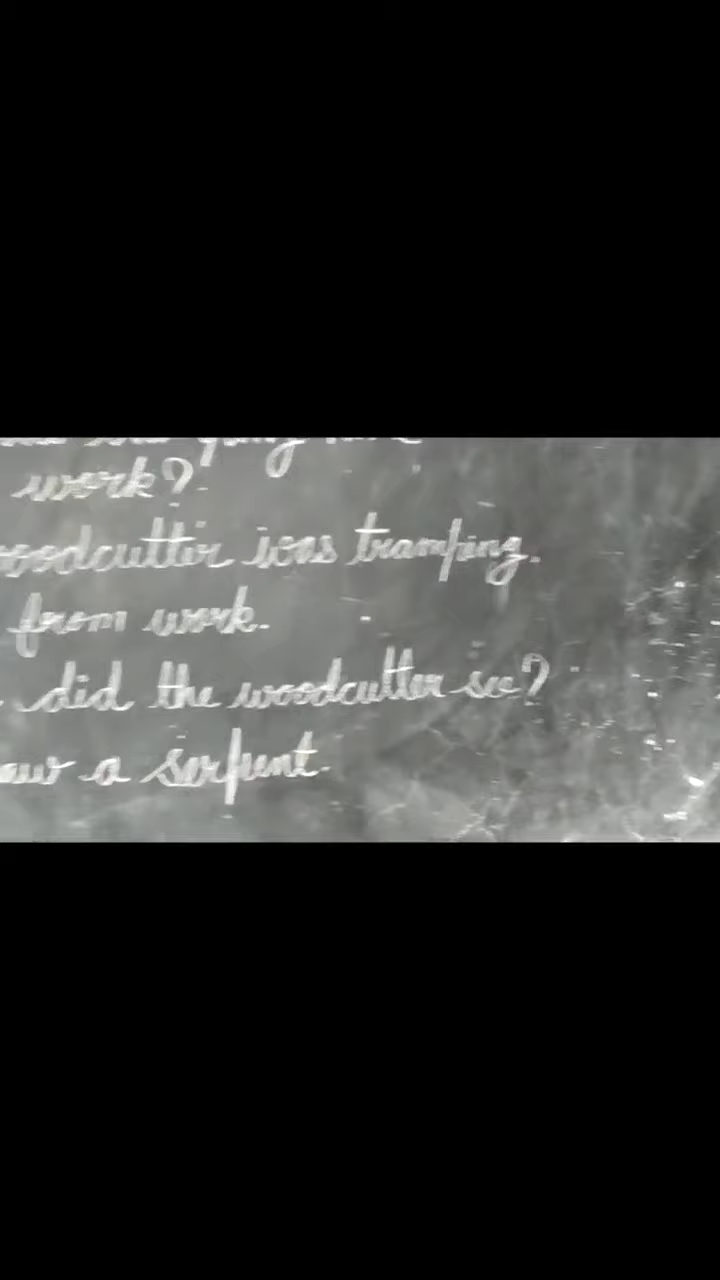 work?
woodcutter was tramping.
from work.
did the woodcutter see?
a serpent.